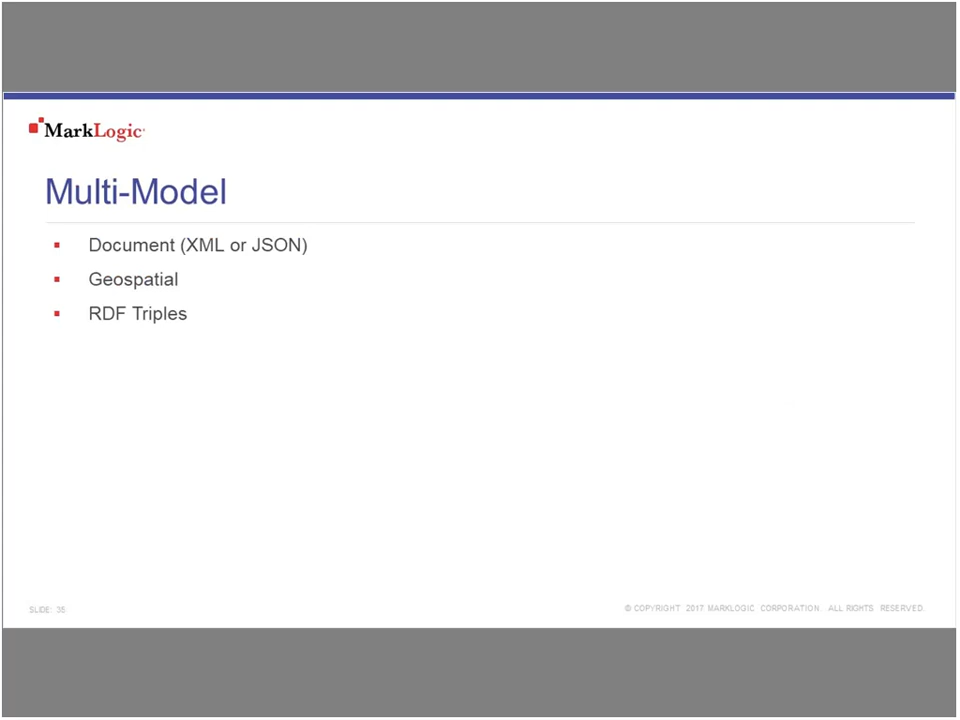 MarkLogic
Multi-Model
▪ Document (XML or JSON)
▪ Geospatial
▪ RDF Triples
SLIDE: 35
© COPYRIGHT 2017 MARKLOGIC CORPORATION. ALL RIGHTS RESERVED.